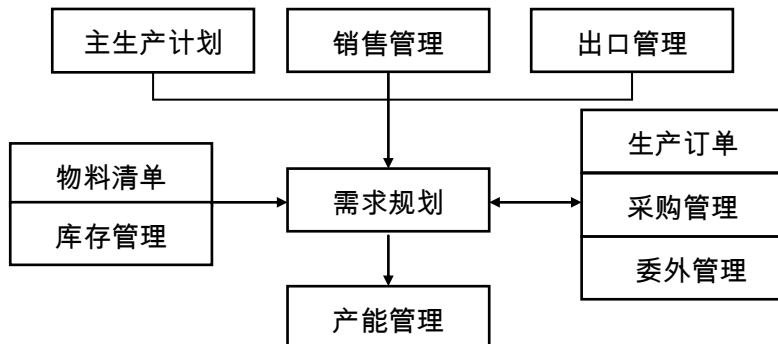 主生产计划
销售管理
出口管理
物料清单
库存管理
需求规划
生产订单
采购管理
委外管理
产能管理